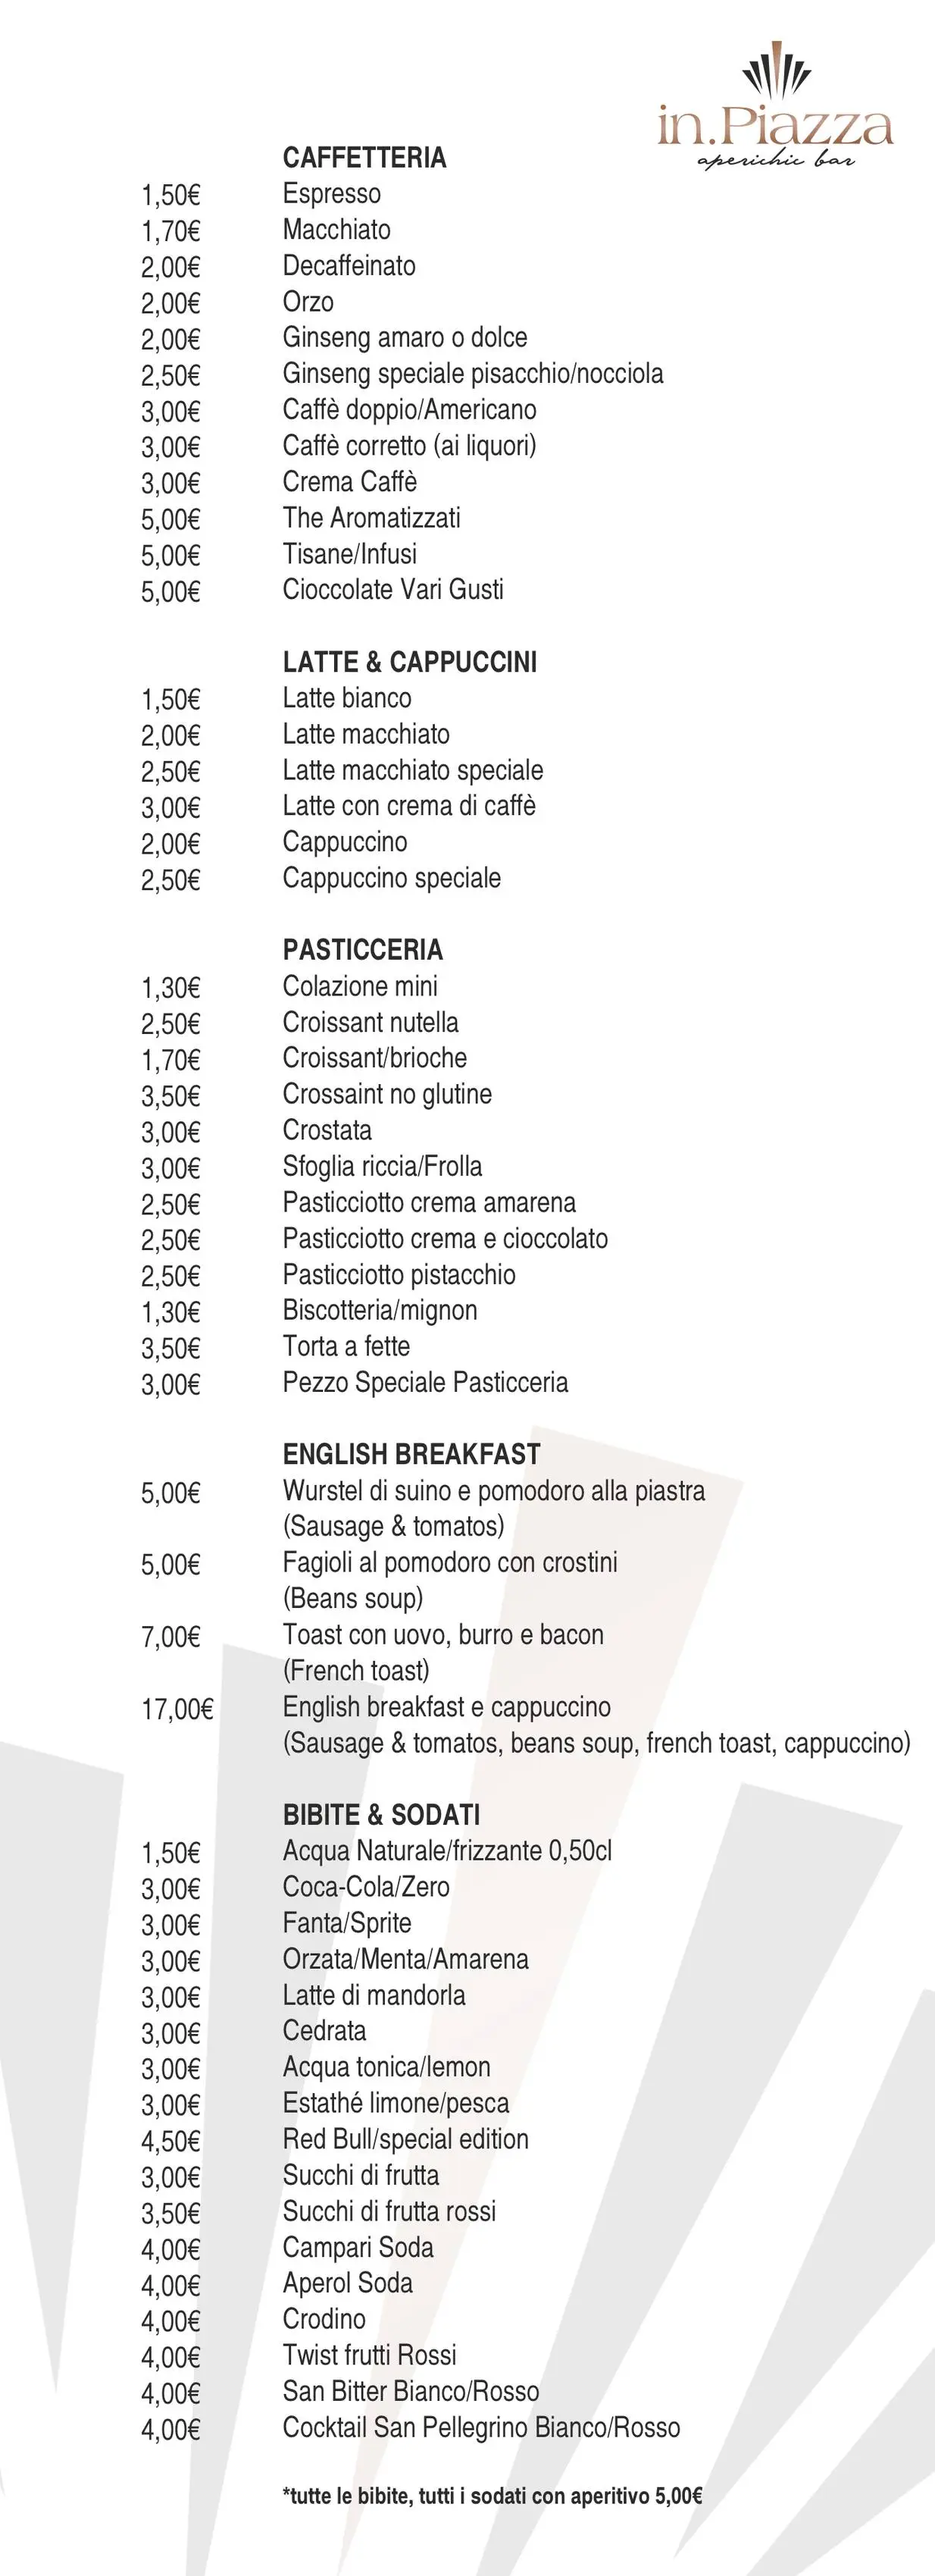 in.Piazza
aperichic bar
CAFFETTERIA
1,50€ Espresso
1,70€ Macchiato
2,00€ Decaffeinato
2,00€ Orzo
2,00€ Ginseng amaro o dolce
2,50€ Ginseng speciale pisacchio/nocciola
3,00€ Caffè doppio/Americano
3,00€ Caffè corretto (ai liquori)
3,00€ Crema Caffè
5,00€ The Aromatizzati
5,00€ Tisane/Infusi
5,00€ Cioccolate Vari Gusti
LATTE & CAPPUCCINI
1,50€ Latte bianco
2,00€ Latte macchiato
2,50€ Latte macchiato speciale
3,00€ Latte con crema di caffè
2,00€ Cappuccino
2,50€ Cappuccino speciale
PASTICCERIA
1,30€ Colazione mini
2,50€ Croissant nutella
1,70€ Croissant/brioche
3,50€ Crossaint no glutine
3,00€ Crostata
3,00€ Sfoglia riccia/Frolla
2,50€ Pasticciotto crema amarena
2,50€ Pasticciotto crema e cioccolato
2,50€ Pasticciotto pistacchio
1,30€ Biscotteria/mignon
3,50€ Torta a fette
3,00€ Pezzo Speciale Pasticceria
ENGLISH BREAKFAST
5,00€ Wurstel di suino e pomodoro alla piastra
(Sausage & tomatos)
5,00€ Fagioli al pomodoro con crostini
(Beans soup)
7,00€ Toast con uovo, burro e bacon
(French toast)
17,00€ English breakfast e cappuccino
(Sausage & tomatos, beans soup, french toast, cappuccino)
BIBITE & SODATI
1,50€ Acqua Naturale/frizzante 0,50cl
3,00€ Coca-Cola/Zero
3,00€ Fanta/Sprite
3,00€ Orzata/Menta/Amarena
3,00€ Latte di mandorla
3,00€ Cedrata
3,00€ Acqua tonica/lemon
3,00€ Estathé limone/pesca
4,50€ Red Bull/special edition
3,00€ Succhi di frutta
3,50€ Succhi di frutta rossi
4,00€ Campari Soda
4,00€ Aperol Soda
4,00€ Crodino
4,00€ Twist frutti Rossi
4,00€ San Bitter Bianco/Rosso
4,00€ Cocktail San Pellegrino Bianco/Rosso
*tutte le bibite, tutti i sodati con aperitivo 5,00€